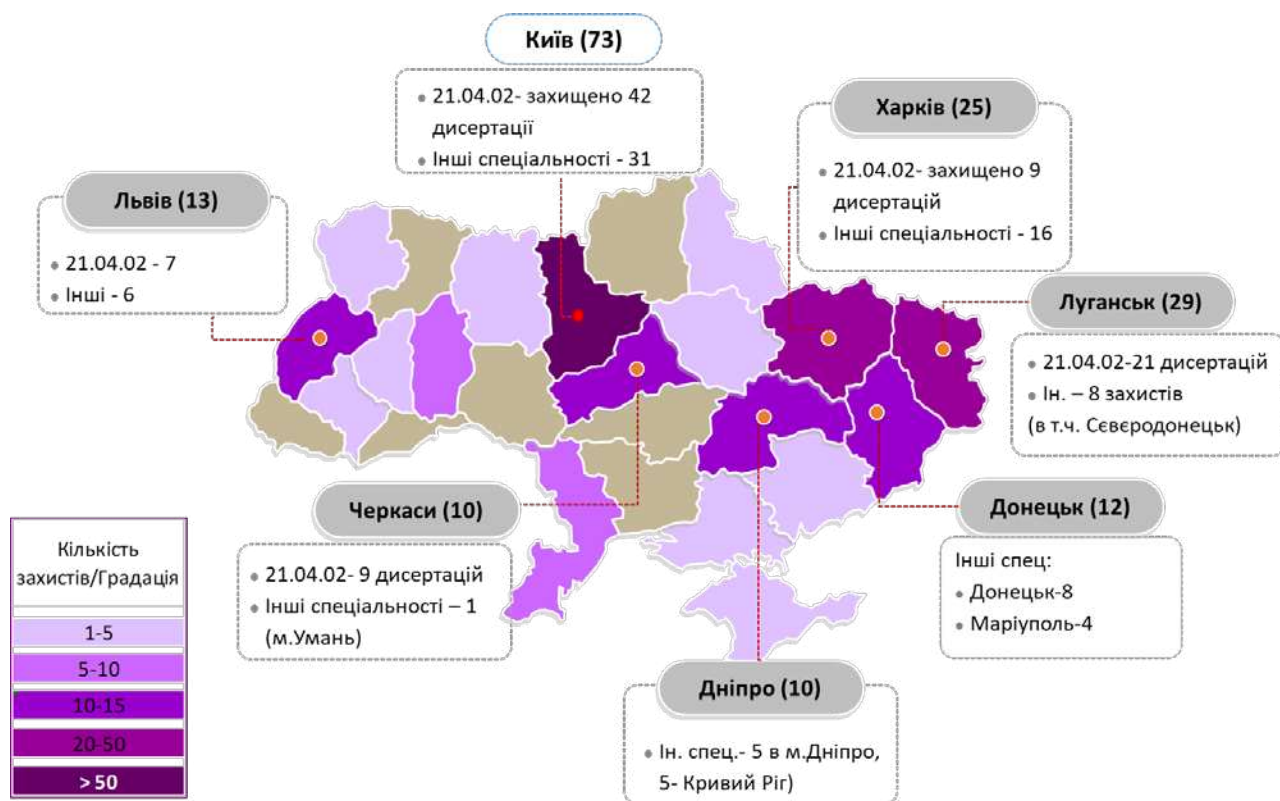 Київ (73)
• 21.04.02- захищено 42
дисертації
• Інші спеціальності - 31
Харків (25)
• 21.04.02- захищено 9
дисертацій
• Інші спеціальності - 16
Львів (13)
• 21.04.02 - 7
• Інші - 6
Луганськ (29)
• 21.04.02-21 дисертацій
• Ін. – 8 захистів
(в т.ч. Сєвєродонецьк)
Черкаси (10)
• 21.04.02- 9 дисертацій
• Інші спеціальності – 1
(м.Умань)
Донецьк (12)
Інші спец:
• Донецьк-8
• Маріуполь-4
Дніпро (10)
• Ін. спец.- 5 в м.Дніпро,
5- Кривий Ріг)
Кількість
захистів/Градація
1-5
5-10
10-15
20-50
> 50